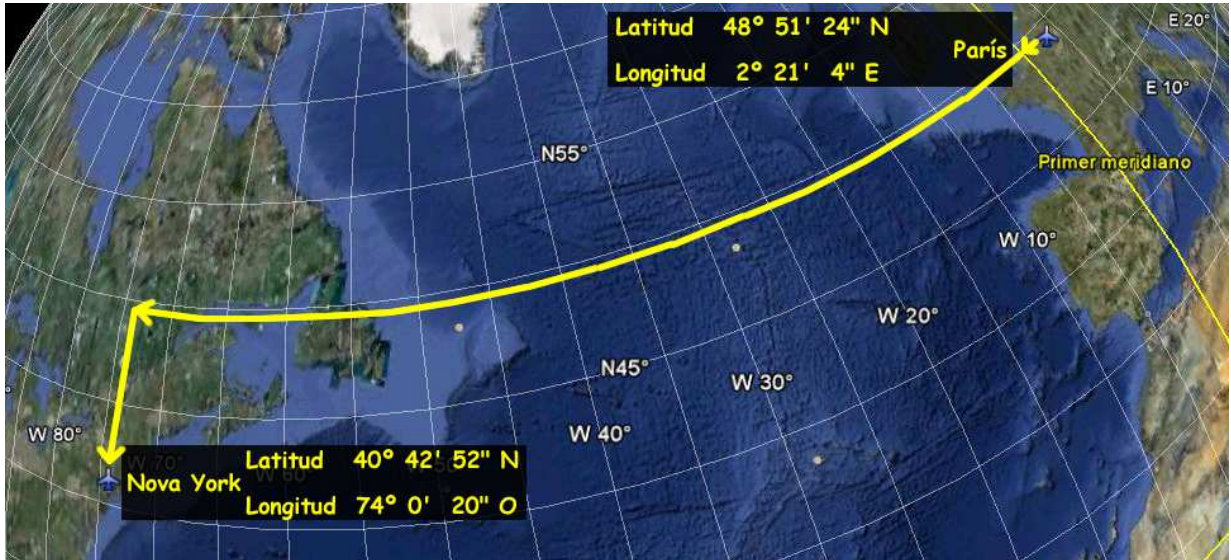 Latitud 48° 51' 24" N
París
Longitud 2° 21' 4" E
E 20°
E 10°
N55°
Primer meridiano
W 10°
W 20°
N45°
W 30°
W 40°
W 80°
W 70°
Latitud 40° 42' 52" N
Nova York
Longitud 74° 0' 20" O